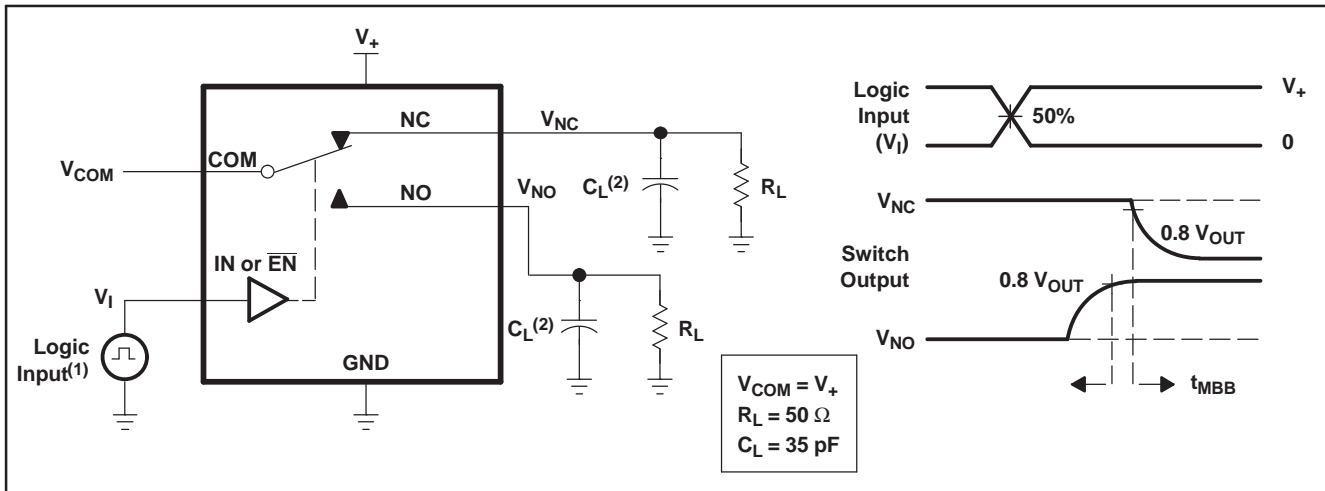 V+
NC
VNC
COM
VCOM
CL(2)
RL
NO
VNO
IN or E̅N̅
VI
CL(2)
RL
Logic
Input(1)
GND
VCOM = V+
RL = 50 Ω
CL = 35 pF
Logic
Input
(VI)
V+
50%
0
VNC
0.8 VOUT
Switch
Output
0.8 VOUT
VNO
tMBB